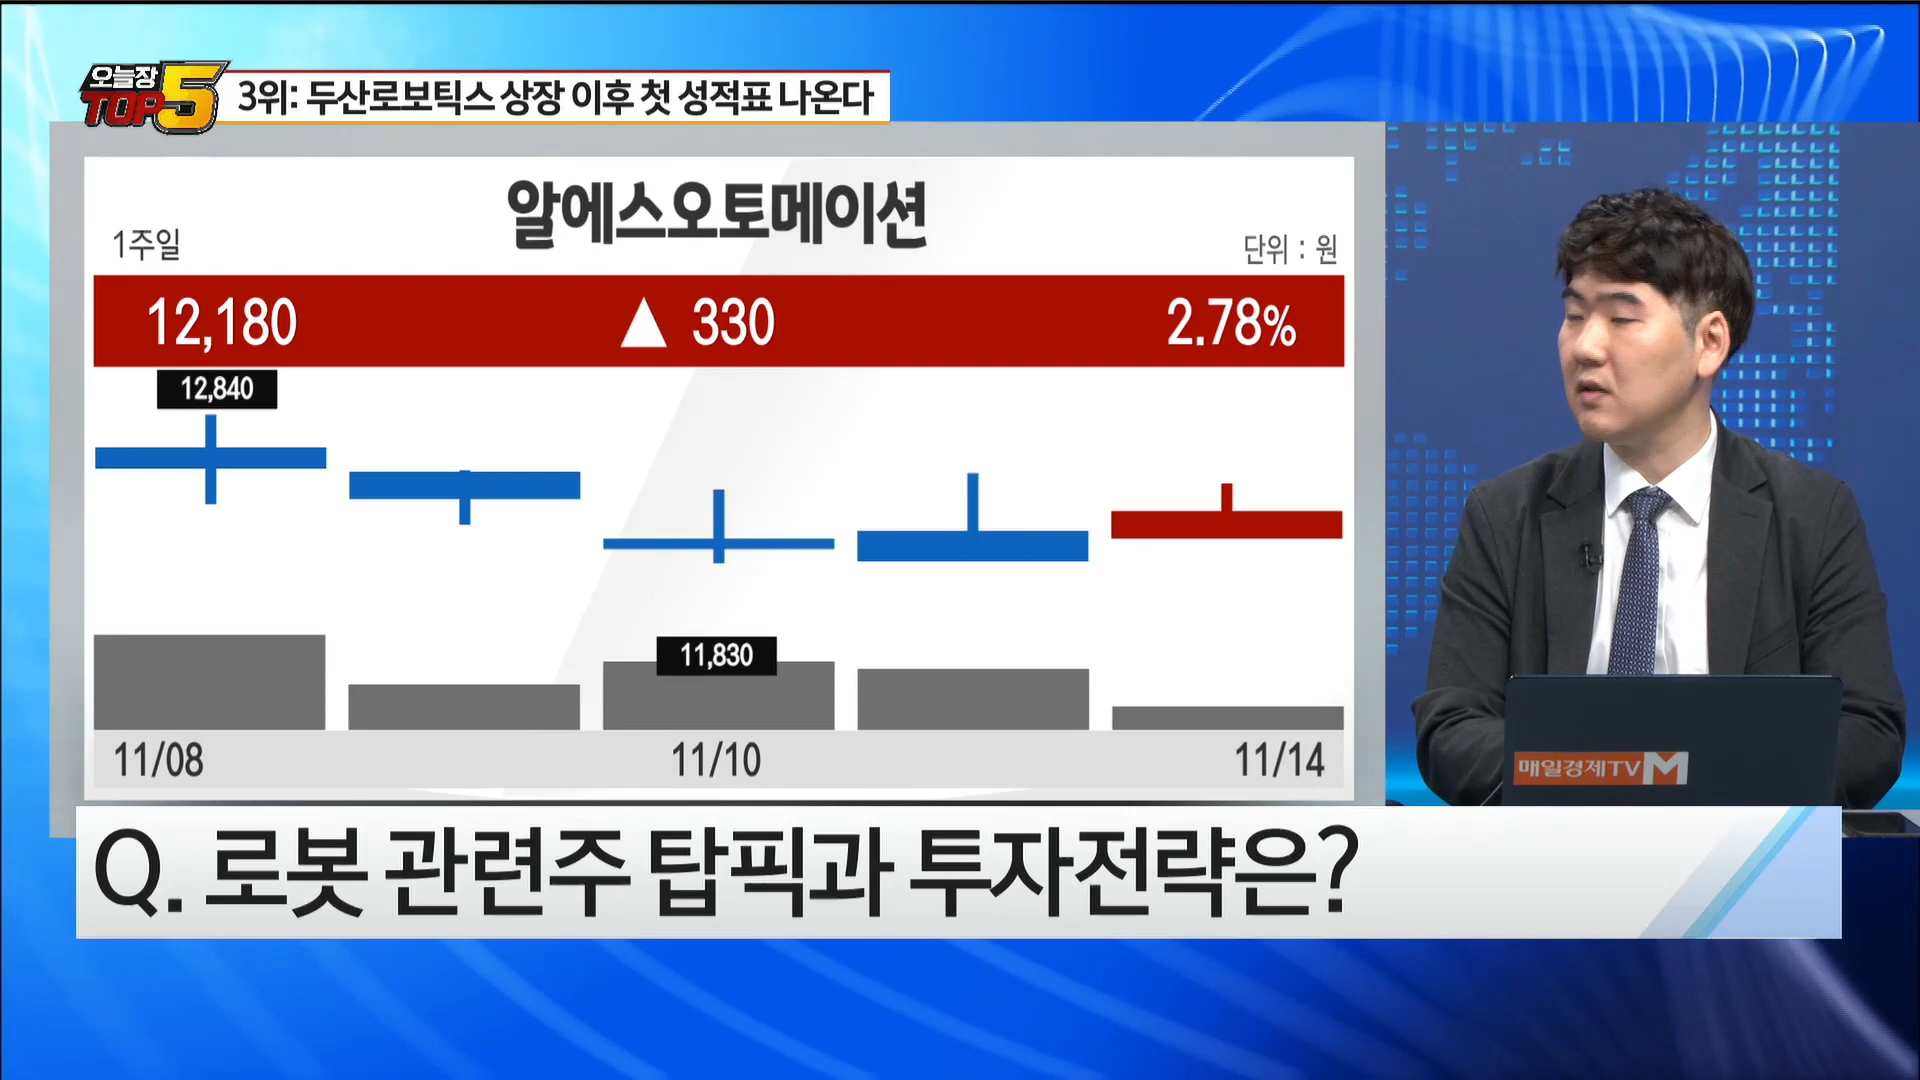 오늘장
TOP5
3위: 두산로보틱스 상장 이후 첫 성적표 나온다
알에스오토메이션
1주일
단위 : 원
12,180 ▲ 330 2.78%
12,840
11,830
11/08 11/10 11/14
매일경제TV M
Q. 로봇 관련주 탑픽과 투자전략은?